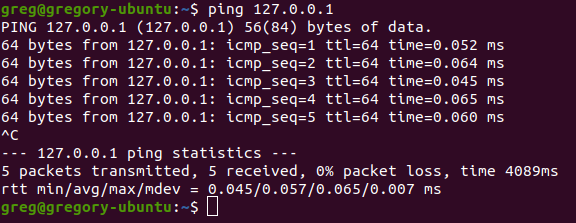 greg@gregory-ubuntu:~$ ping 127.0.0.1
PING 127.0.0.1 (127.0.0.1) 56(84) bytes of data.
64 bytes from 127.0.0.1: icmp_seq=1 ttl=64 time=0.052 ms
64 bytes from 127.0.0.1: icmp_seq=2 ttl=64 time=0.064 ms
64 bytes from 127.0.0.1: icmp_seq=3 ttl=64 time=0.045 ms
64 bytes from 127.0.0.1: icmp_seq=4 ttl=64 time=0.065 ms
64 bytes from 127.0.0.1: icmp_seq=5 ttl=64 time=0.060 ms
^C
--- 127.0.0.1 ping statistics ---
5 packets transmitted, 5 received, 0% packet loss, time 4089ms
rtt min/avg/max/mdev = 0.045/0.057/0.065/0.007 ms
greg@gregory-ubuntu:~$